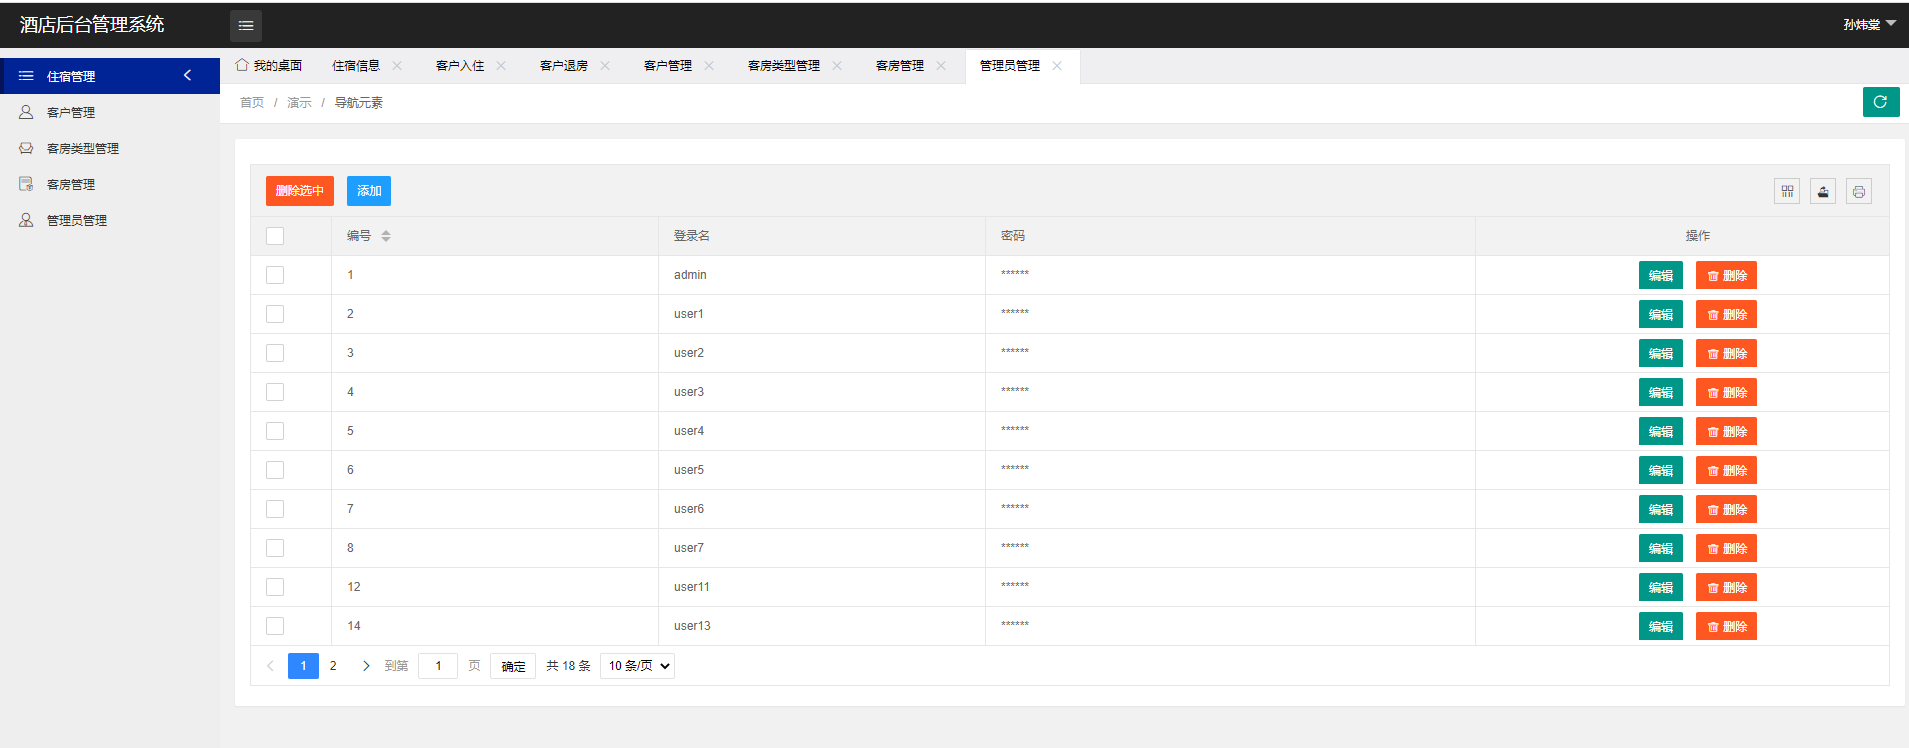 酒店后台管理系统
孙炜棠
住宿管理
客户管理
客房类型管理
客房管理
管理员管理
我的桌面 住宿信息 客户入住 客户退房 客户管理 客房类型管理 客房管理 管理员管理
首页 / 演示 / 导航元素
删除选中 添加
编号 登录名 密码 操作
1 admin ****** 编辑 删除
2 user1 ****** 编辑 删除
3 user2 ****** 编辑 删除
4 user3 ****** 编辑 删除
5 user4 ****** 编辑 删除
6 user5 ****** 编辑 删除
7 user6 ****** 编辑 删除
8 user7 ****** 编辑 删除
12 user11 ****** 编辑 删除
14 user13 ****** 编辑 删除
1 2 到第 1 页 确定 共 18 条 10 条/页